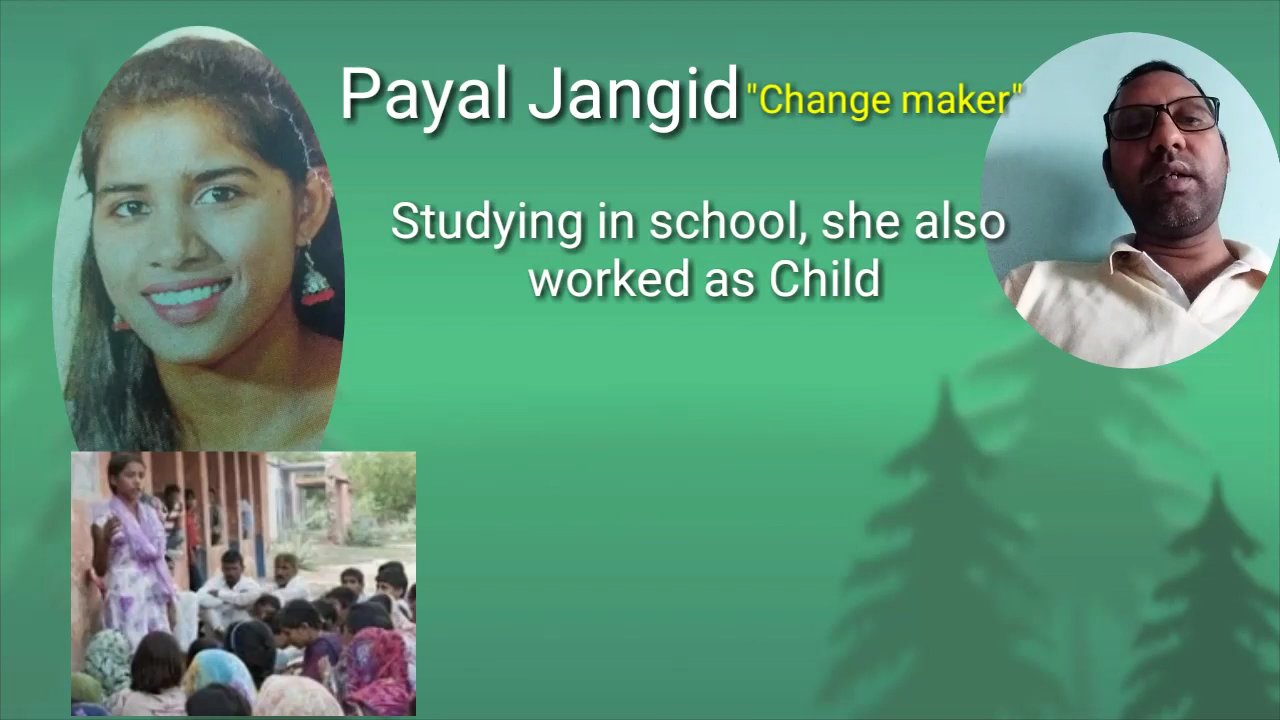 Payal Jangid "Change maker"
Studying in school, she also
worked as Child